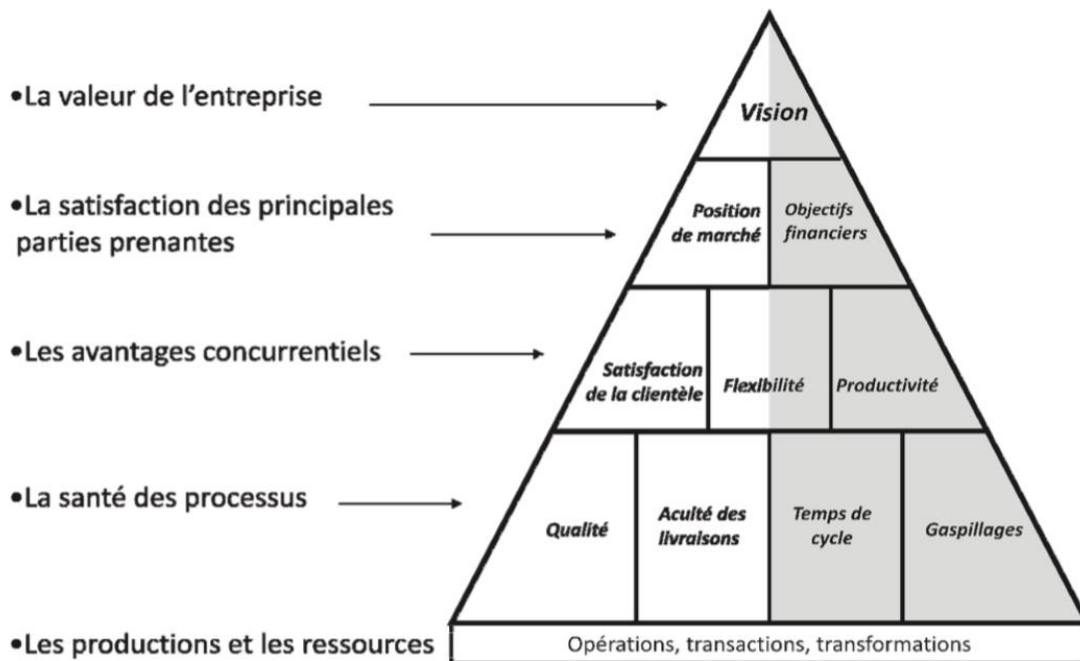 •La valeur de l'entreprise
Vision
•La satisfaction des principales
parties prenantes
Position
de marché
Objectifs
financiers
•Les avantages concurrentiels
Satisfaction
de la clientèle
Flexibilité
Productivité
•La santé des processus
Qualité
Acuité des
livraisons
Temps de
cycle
Gaspillages
•Les productions et les ressources
Opérations, transactions, transformations